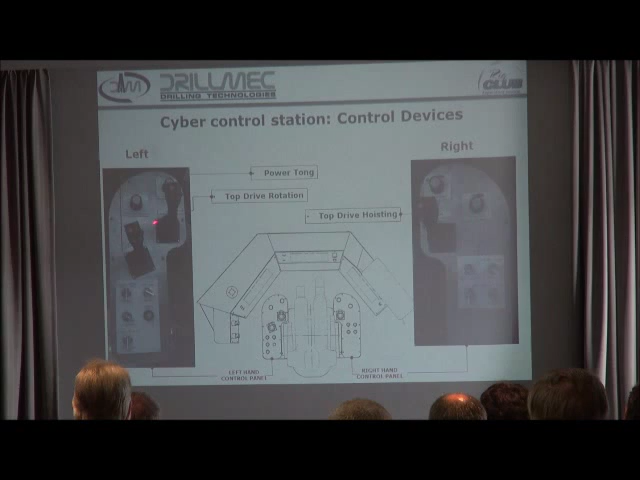 DRILLMEC
DRILLING TECHNOLOGIES
CLUB
Cyber control station: Control Devices
Left
Right
Power Tong
Top Drive Rotation
Top Drive Hoisting
LEFT HAND
CONTROL PANEL
RIGHT HAND
CONTROL PANEL